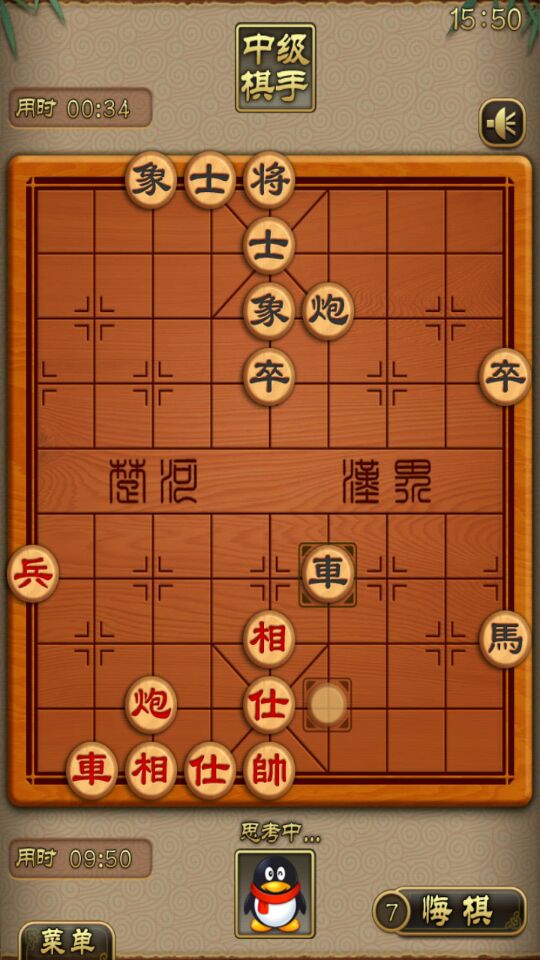 15:50
中级
棋手
用时 00:34
象 士 将
士
象 炮
卒 卒
楚河 漢界
兵 車
相 馬
炮 仕
車 相 仕 帥
思考中...
用时 09:50
7 悔棋
菜单